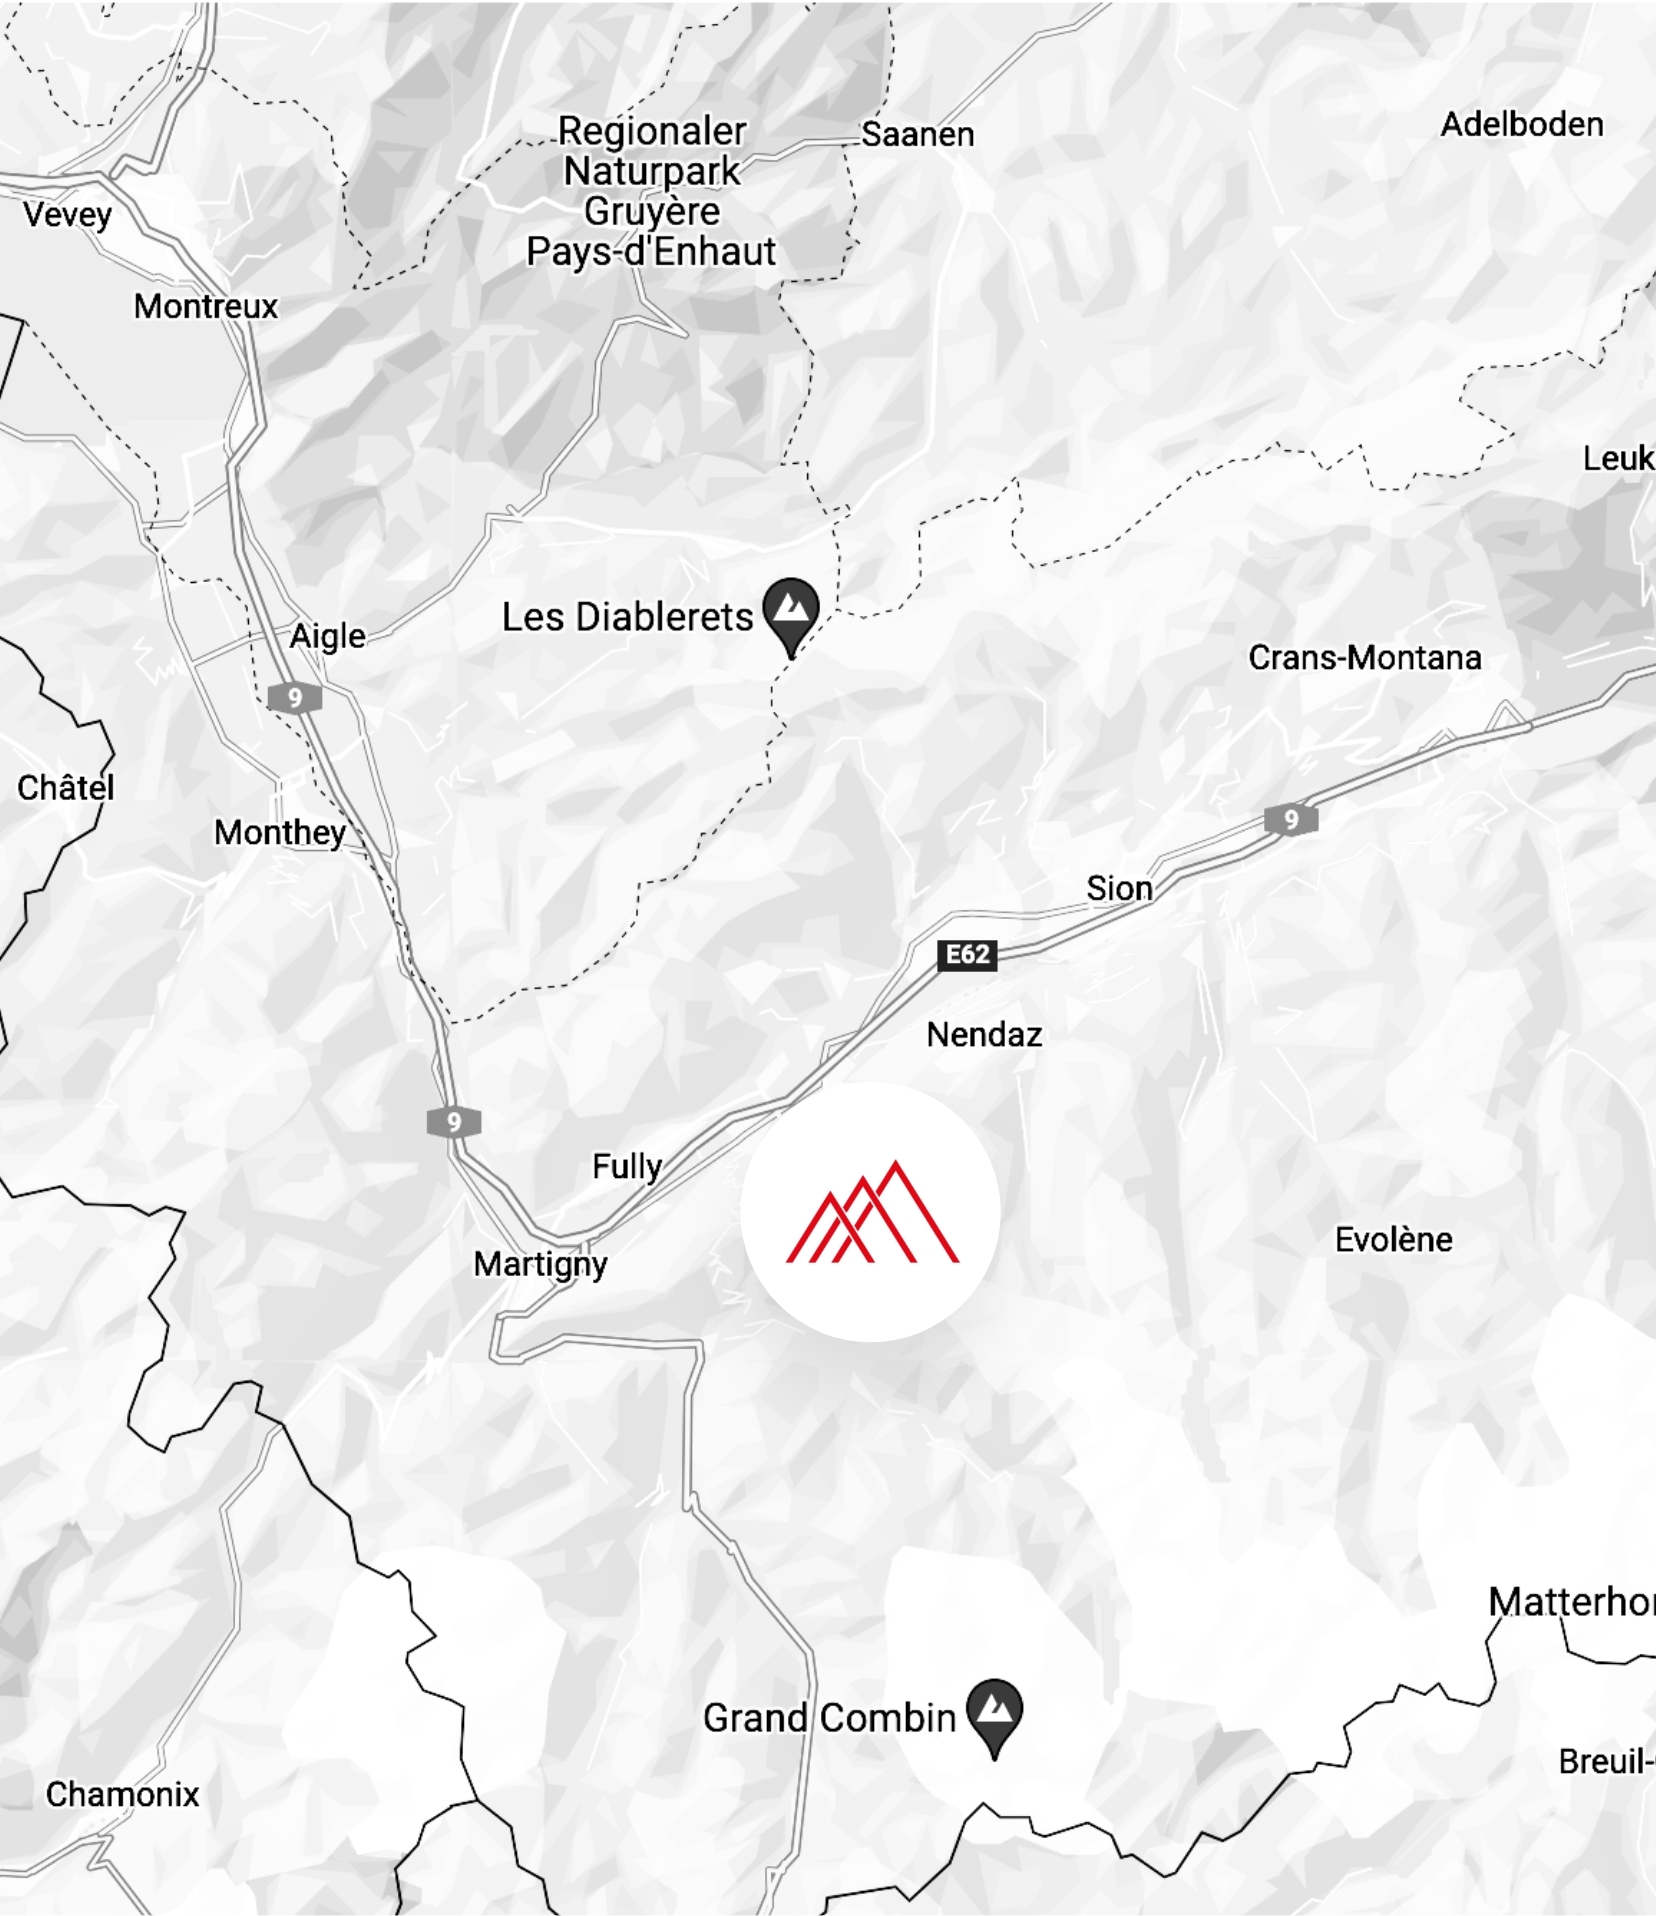 Regionaler
Naturpark
Gruyère
Pays-d'Enhaut
Saanen
Adelboden
Vevey
Montreux
Leuk
Les Diablerets
Aigle
Crans-Montana
9
Châtel
Monthey
9
Sion
E62
Nendaz
9
Fully
Martigny
Evolène
Matterhor
Grand Combin
Breuil-
Chamonix